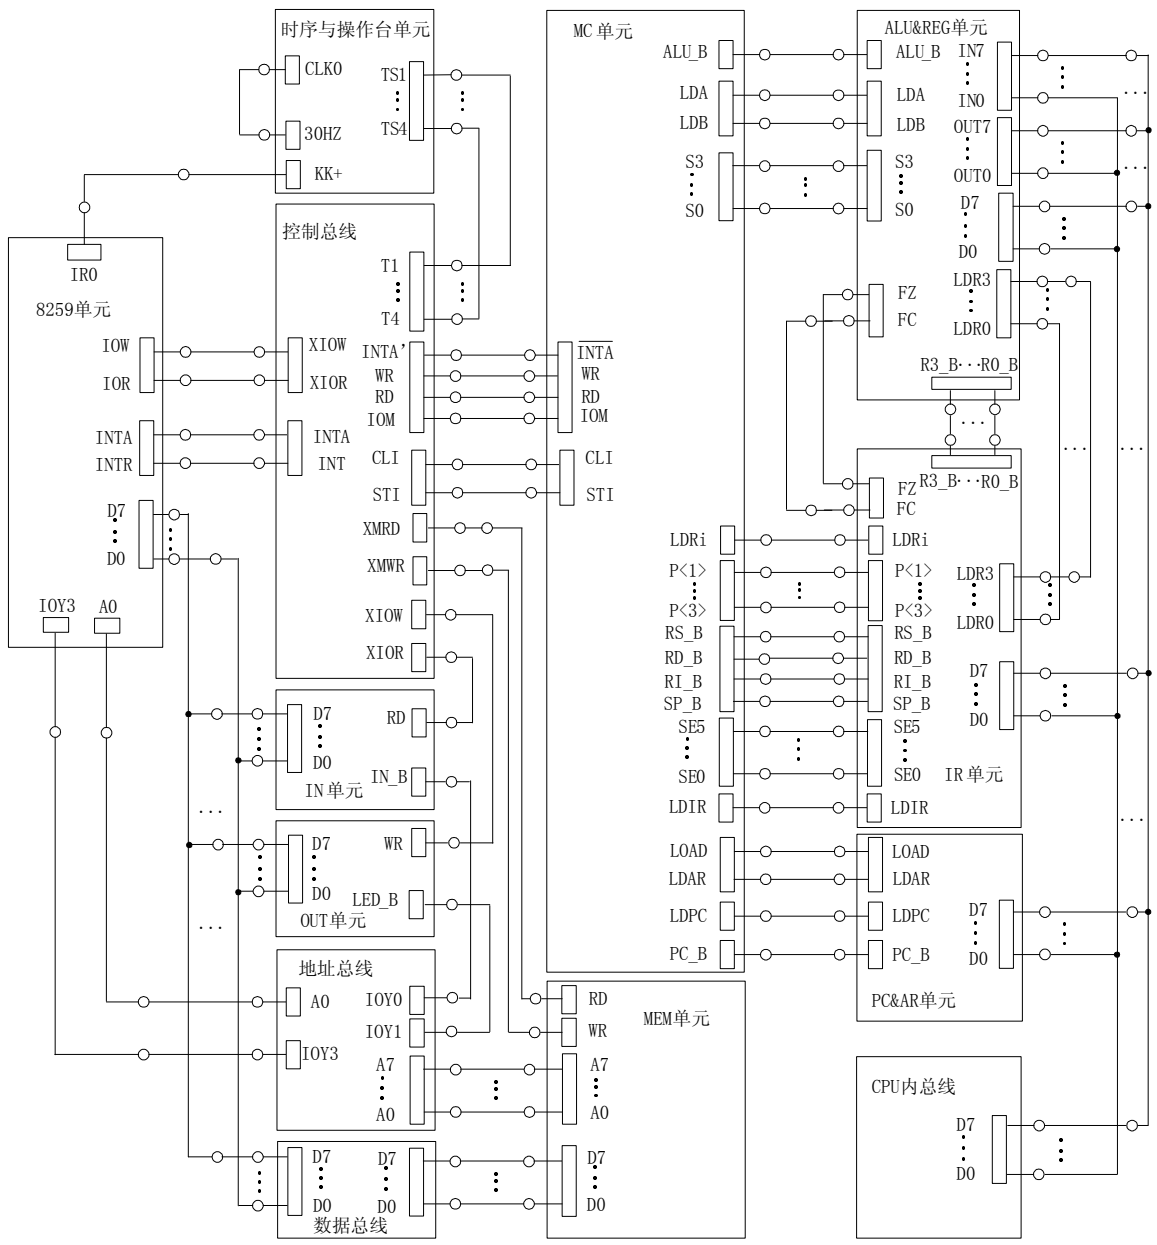 时序与操作台单元
CLK0
30HZ
KK+
TS1
TS4
控制总线
T1
T4
XIOW
XIOR
INTA
INT
INTA'
WR
RD
IOM
CLI
STI
XMRD
XMWR
XIOW
XIOR
IR0
8259单元
IOW
IOR
INTA
INTR
D7
D0
IOY3
A0
D7
D0
RD
IN_B
IN单元
D7
D0
WR
LED_B
OUT单元
地址总线
A0
IOY3
IOY0
IOY1
A7
A0
D7
D0
D7
D0
数据总线
MC单元
ALU_B
LDA
LDB
S3
S0
INTA
WR
RD
IOM
CLI
STI
LDRi
P<1>
P<3>
RS_B
RD_B
RI_B
SP_B
SE5
SE0
LDIR
LOAD
LDAR
LDPC
PC_B
MEM单元
RD
WR
A7
A0
D7
D0
ALU&REG单元
ALU_B
LDA
LDB
S3
S0
IN7
IN0
OUT7
OUT0
D7
D0
FZ
FC
LDR3
LDR0
R3_B···R0_B
R3_B···R0_B
FZ
FC
LDRi
P<1>
P<3>
RS_B
RD_B
RI_B
SP_B
SE5
SE0
LDIR
LDR3
LDR0
D7
D0
IR单元
LOAD
LDAR
LDPC
PC_B
D7
D0
PC&AR单元
CPU内总线
D7
D0